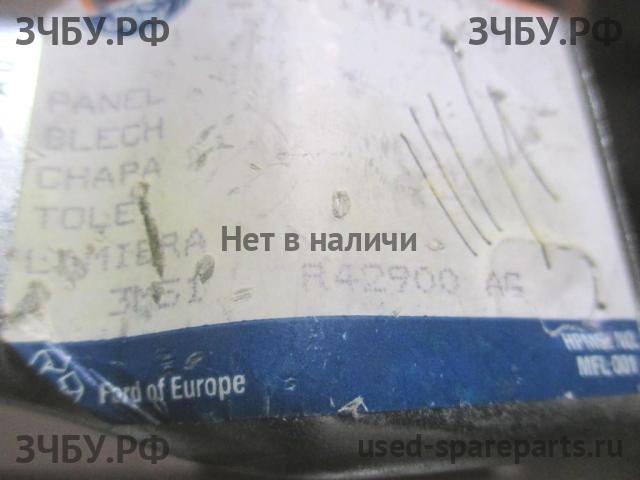 ЗЧБУ.РФ
ЗЧБУ.РФ
PANEL
BLECH
CHAPA
TOLE
LAMIERA
Нет в наличи
R42900 AG
Ford of Europe
ЗЧБУ.РФ
used-spareparts.ru